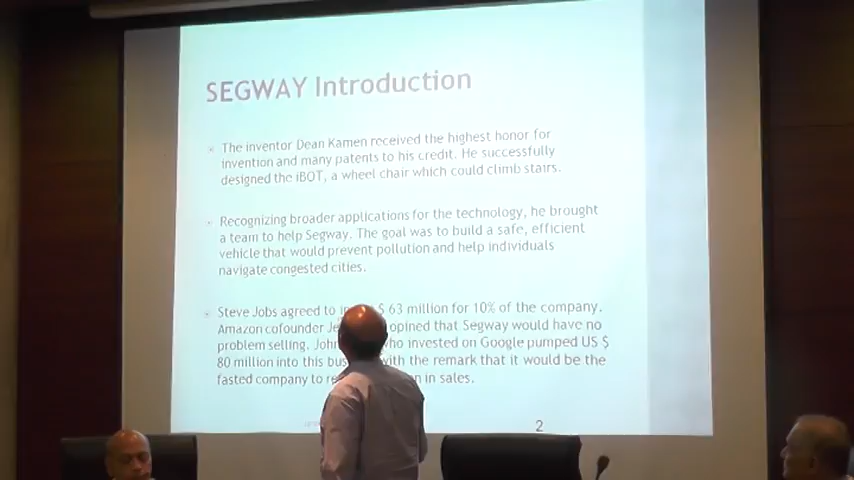 SEGWAY Introduction
The inventor Dean Kamen received the highest honor for
invention and many patents to his credit. He successfully
designed the iBOT, a wheel chair which could climb stairs.
Recognizing broader applications for the technology, he brought
a team to help Segway. The goal was to build a safe, efficient
vehicle that would prevent pollution and help individuals
navigate congested cities.
Steve Jobs agreed to $ 63 million for 10% of the company.
Amazon cofounder opined that Segway would have no
problem selling. John who invested on Google pumped US $
80 million into this with the remark that it would be the
fasted company to in sales.
2